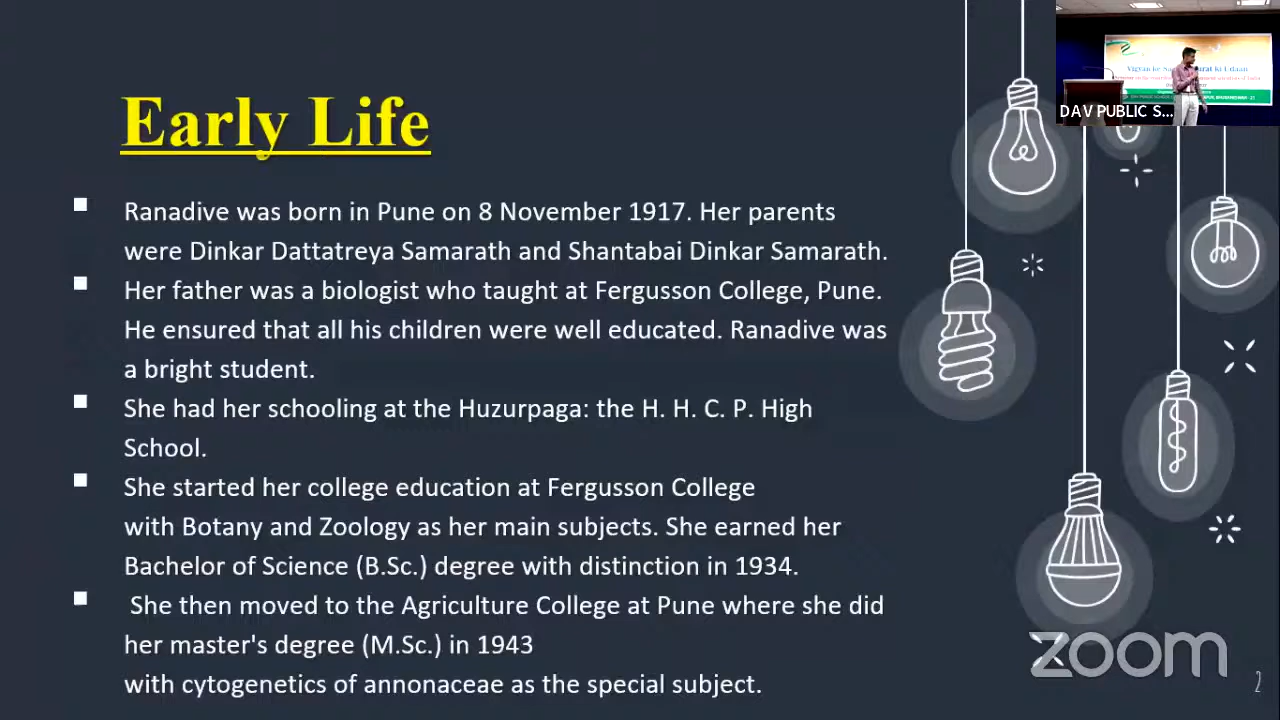 DAV PUBLIC S...
Early Life
Ranadive was born in Pune on 8 November 1917. Her parents
were Dinkar Dattatreya Samarath and Shantabai Dinkar Samarath.
Her father was a biologist who taught at Fergusson College, Pune.
He ensured that all his children were well educated. Ranadive was
a bright student.
She had her schooling at the Huzurpaga: the H. H. C. P. High
School.
She started her college education at Fergusson College
with Botany and Zoology as her main subjects. She earned her
Bachelor of Science (B.Sc.) degree with distinction in 1934.
She then moved to the Agriculture College at Pune where she did
her master's degree (M.Sc.) in 1943
with cytogenetics of annonaceae as the special subject.
zoom
2